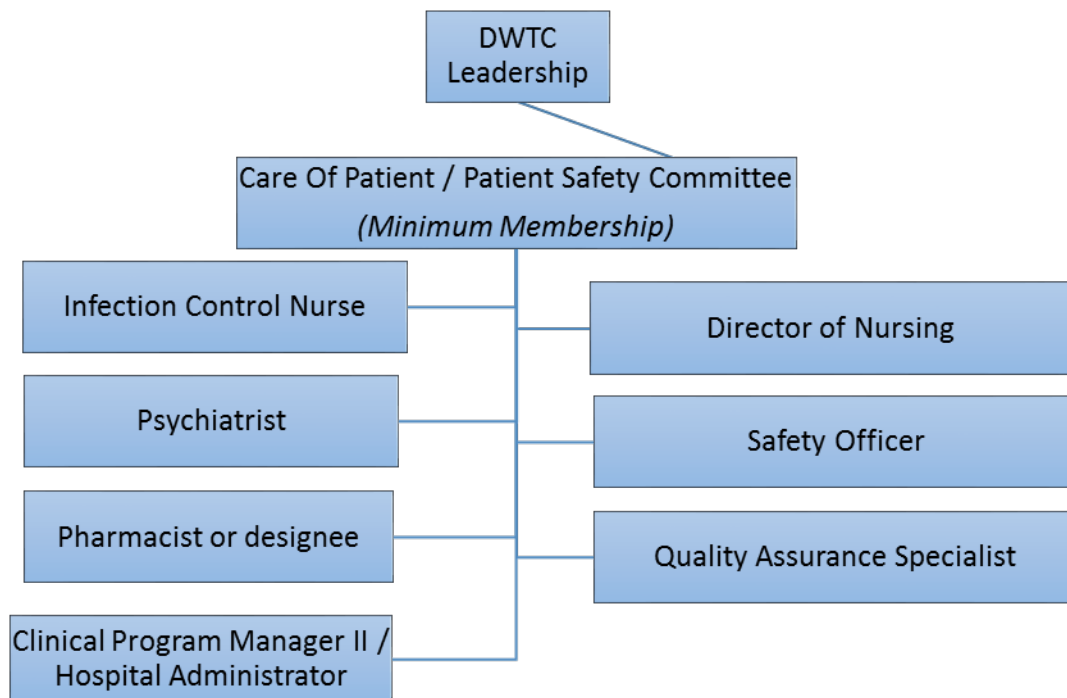 DWTC
Leadership
Care Of Patient / Patient Safety Committee
(Minimum Membership)
Infection Control Nurse
Director of Nursing
Psychiatrist
Safety Officer
Pharmacist or designee
Quality Assurance Specialist
Clinical Program Manager II /
Hospital Administrator